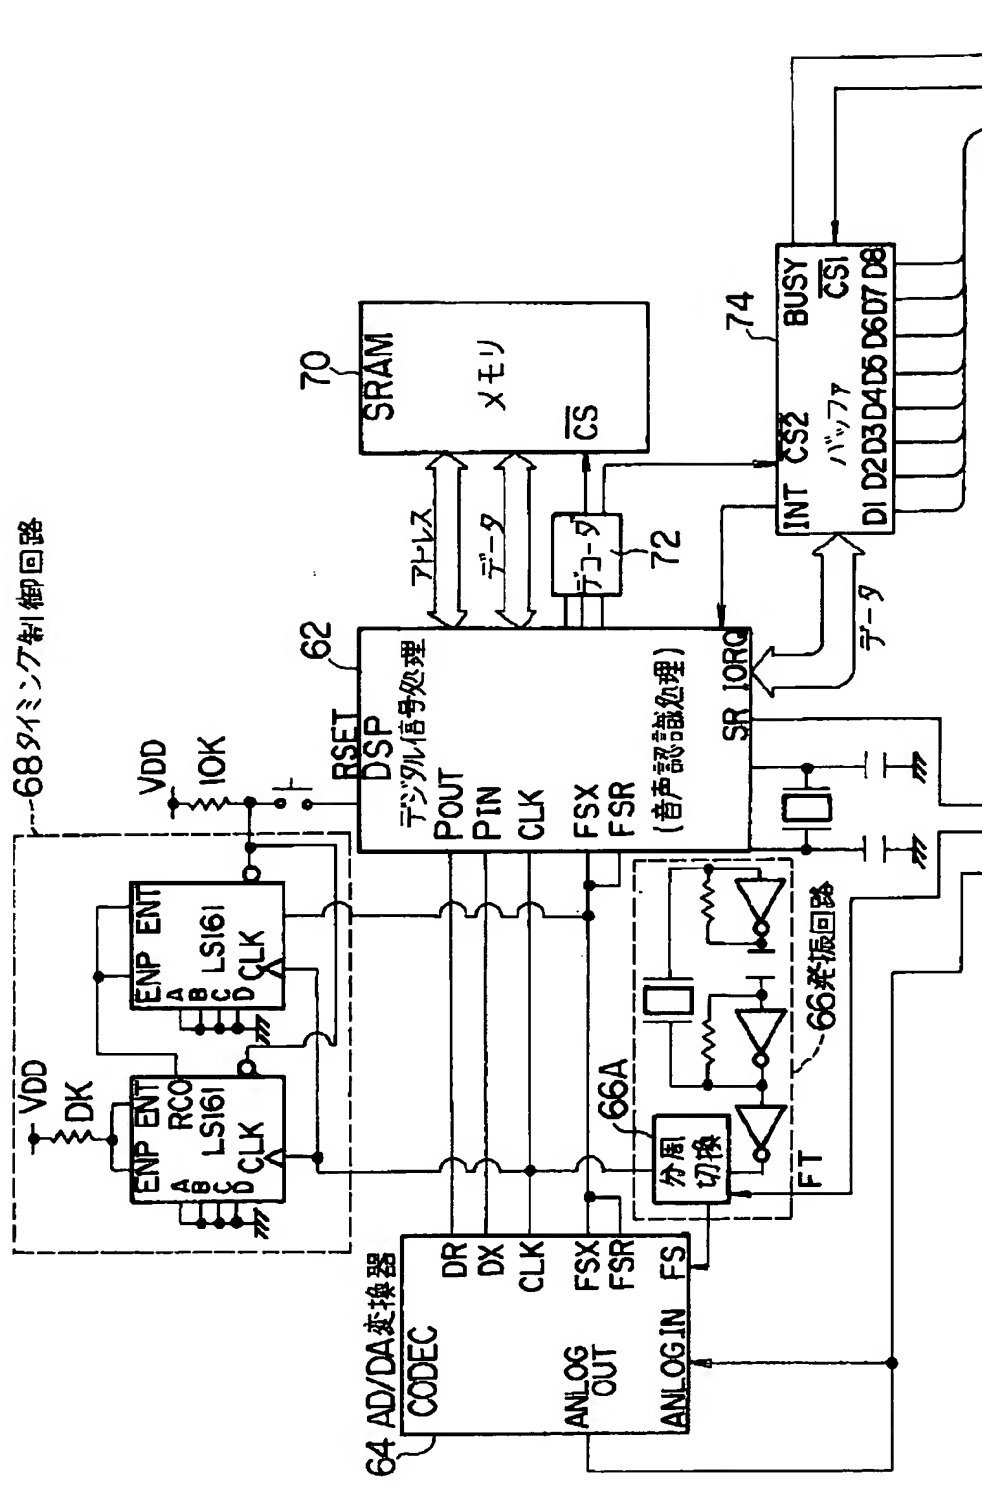 68タイミング制御回路
VDD
DK
ENP ENT
RCO
A
B
C
D
LS161
CLK
ENP ENT
A
B
C
D
LS161
CLK
VDD
10K
64 AD/DA変換器
CODEC
DR
DX
CLK
FSX
FSR
FS
ANLOG
OUT
ANLOGIN
62
RSET
DSP
デジタル信号処理
POUT
PIN
CLK
FSX
FSR
(音声認識処理)
SR IORQ
アドレス
データ
70
SRAM
メモリ
CS
デコーダ
72
66A
分周
切換
FT
66発振回路
74
INT CS2 BUSY
CS1
バッファ
D1 D2 D3 D4 D5 D6 D7 D8
データ